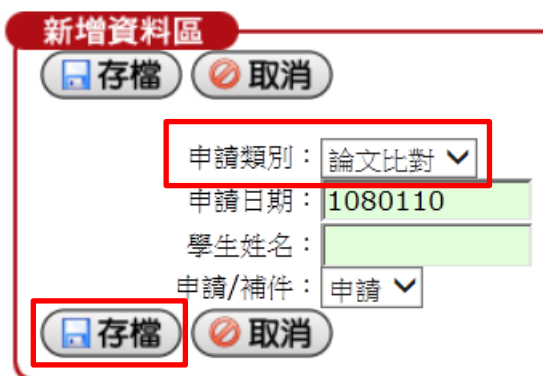 新增資料區
存檔 取消
申請類別：論文比對
申請日期：1080110
學生姓名：
申請/補件：申請
存檔 取消